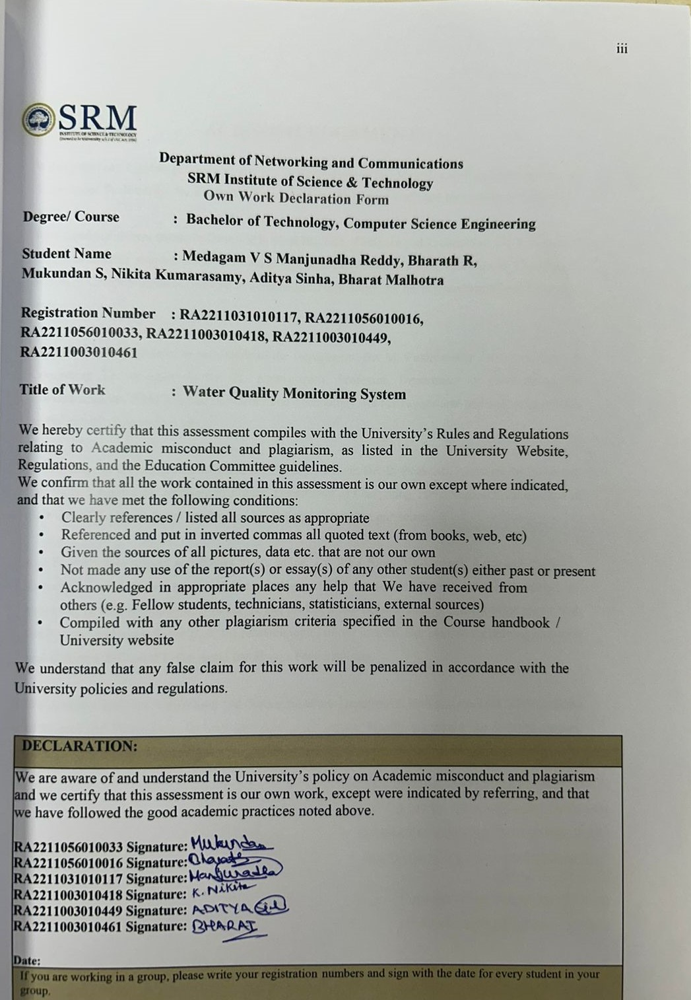 iii
SRM
INSTITUTE OF SCIENCE & TECHNOLOGY
(Deemed to be University u/s 3 of UGC Act, 1956)
Department of Networking and Communications
SRM Institute of Science & Technology
Own Work Declaration Form
Degree/ Course : Bachelor of Technology, Computer Science Engineering
Student Name : Medagam V S Manjunadha Reddy, Bharath R,
Mukundan S, Nikita Kumarasamy, Aditya Sinha, Bharat Malhotra
Registration Number : RA2211031010117, RA2211056010016,
RA2211056010033, RA2211003010418, RA2211003010449,
RA2211003010461
Title of Work : Water Quality Monitoring System
We hereby certify that this assessment compiles with the University's Rules and Regulations
relating to Academic misconduct and plagiarism, as listed in the University Website,
Regulations, and the Education Committee guidelines.
We confirm that all the work contained in this assessment is our own except where indicated,
and that we have met the following conditions:
• Clearly references / listed all sources as appropriate
• Referenced and put in inverted commas all quoted text (from books, web, etc)
• Given the sources of all pictures, data etc. that are not our own
• Not made any use of the report(s) or essay(s) of any other student(s) either past or present
• Acknowledged in appropriate places any help that We have received from
others (e.g. Fellow students, technicians, statisticians, external sources)
• Compiled with any other plagiarism criteria specified in the Course handbook /
University website
We understand that any false claim for this work will be penalized in accordance with the
University policies and regulations.
DECLARATION:
We are aware of and understand the University's policy on Academic misconduct and plagiarism
and we certify that this assessment is our own work, except were indicated by referring, and that
we have followed the good academic practices noted above.
RA2211056010033 Signature: Mukundan
RA2211056010016 Signature: Bharath
RA2211031010117 Signature: Manjunadha
RA2211003010418 Signature: K. Nikita
RA2211003010449 Signature: ADITYA
RA2211003010461 Signature: BHARAT
Date:
If you are working in a group, please write your registration numbers and sign with the date for every student in your
group.